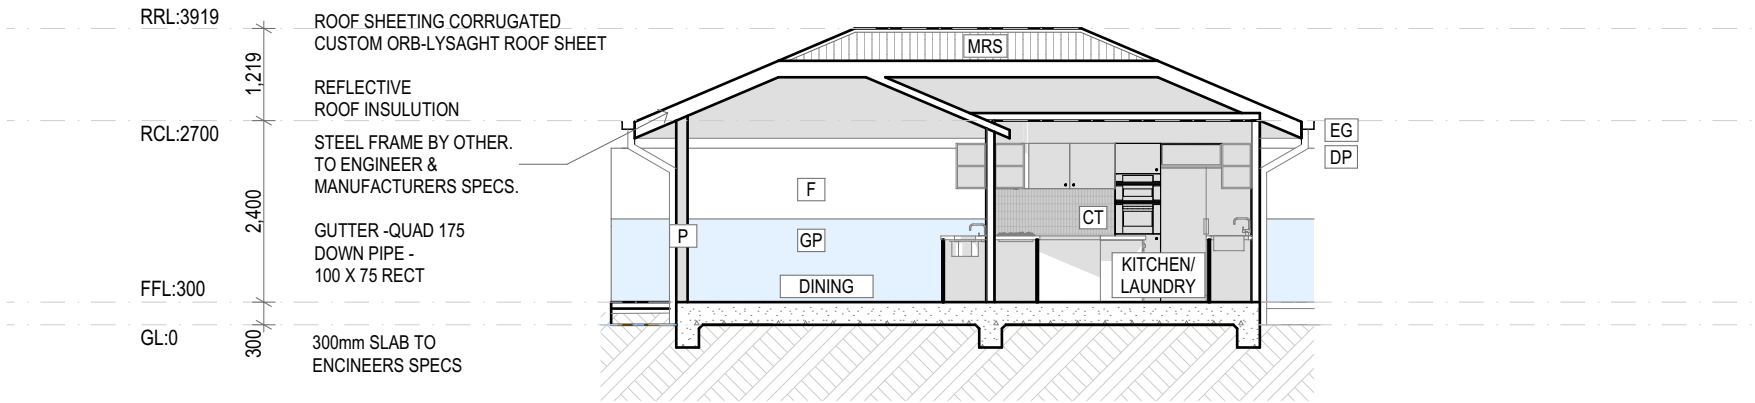 RRL:3919
1,219
RCL:2700
2,400
FFL:300
300
GL:0
ROOF SHEETING CORRUGATED
CUSTOM ORB-LYSAGHT ROOF SHEET
REFLECTIVE
ROOF INSULUTION
STEEL FRAME BY OTHER.
TO ENGINEER &
MANUFACTURERS SPECS.
GUTTER -QUAD 175
DOWN PIPE -
100 X 75 RECT
300mm SLAB TO
ENCINEERS SPECS
MRS
EG
DP
F
CT
P
GP
DINING
KITCHEN/
LAUNDRY